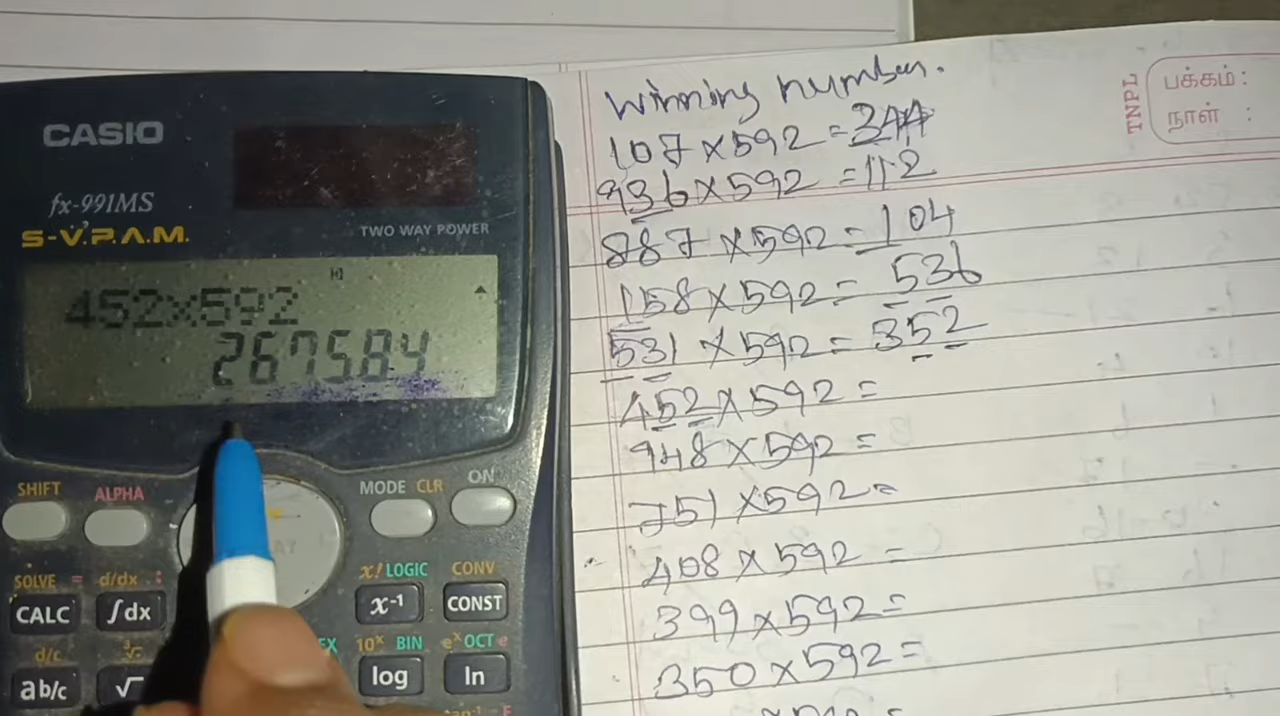 CASIO
fx-991MS
S-V.P.A.M.
TWO WAY POWER
452×592
267584
SHIFT
ALPHA
MODE CLR
ON
SOLVE = d/dx :
x! LOGIC
CONV
CALC
∫dx
x⁻¹
CONST
d/c
³√
10ˣ BIN
eˣ OCT e
ab/c
√
log
ln
TNPL
பக்கம் :
நாள் :
Winning number.
107×592=344
936×592=112
887×592=104
158×592=536
531×592=352
452×592=
948×592=
751×592=
408×592=
399×592=
350×592=